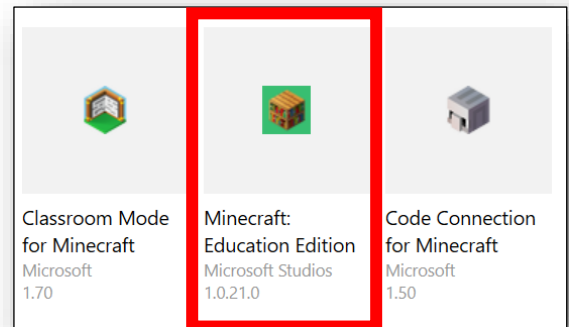 Classroom Mode
for Minecraft
Microsoft
1.70
Minecraft:
Education Edition
Microsoft Studios
1.0.21.0
Code Connection
for Minecraft
Microsoft
1.50